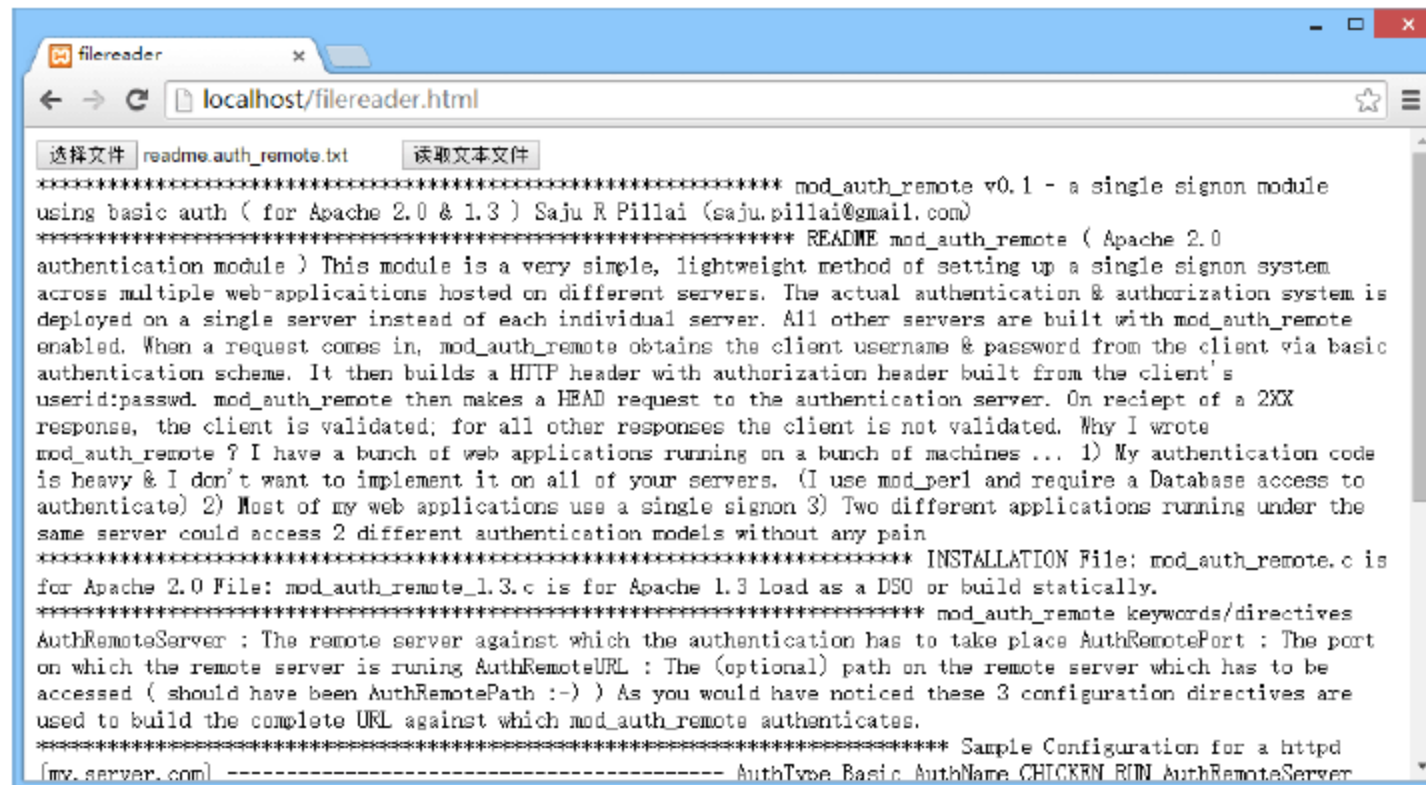 filereader
localhost/filereader.html
选择文件 readme.auth_remote.txt 读取文本文件
*************************************************************** mod_auth_remote v0.1 - a single signon module
using basic auth ( for Apache 2.0 & 1.3 ) Saju R Pillai (saju.pillai@gmail.com)
**************************************************************** README mod_auth_remote ( Apache 2.0
authentication module ) This module is a very simple, lightweight method of setting up a single signon system
across multiple web-applicaitions hosted on different servers. The actual authentication & authorization system is
deployed on a single server instead of each individual server. All other servers are built with mod_auth_remote
enabled. When a request comes in, mod_auth_remote obtains the client username & password from the client via basic
authentication scheme. It then builds a HTTP header with authorization header built from the client's
userid:passwd. mod_auth_remote then makes a HEAD request to the authentication server. On reciept of a 2XX
response, the client is validated; for all other responses the client is not validated. Why I wrote
mod_auth_remote ? I have a bunch of web applications running on a bunch of machines ... 1) My authentication code
is heavy & I don't want to implement it on all of your servers. (I use mod_perl and require a Database access to
authenticate) 2) Most of my web applications use a single signon 3) Two different applications running under the
same server could access 2 different authentication models without any pain
************************************************************************** INSTALLATION File: mod_auth_remote.c is
for Apache 2.0 File: mod_auth_remote_1.3.c is for Apache 1.3 Load as a DSO or build statically.
*************************************************************************** mod_auth_remote keywords/directives
AuthRemoteServer : The remote server against which the authentication has to take place AuthRemotePort : The port
on which the remote server is runing AuthRemoteURL : The (optional) path on the remote server which has to be
accessed ( should have been AuthRemotePath :-) ) As you would have noticed these 3 configuration directives are
used to build the complete URL against which mod_auth_remote authenticates.
***************************************************************************** Sample Configuration for a httpd
[my.server.com] ------------------------------------------ AuthType Basic AuthName CHICKEN_RUN AuthRemoteServer